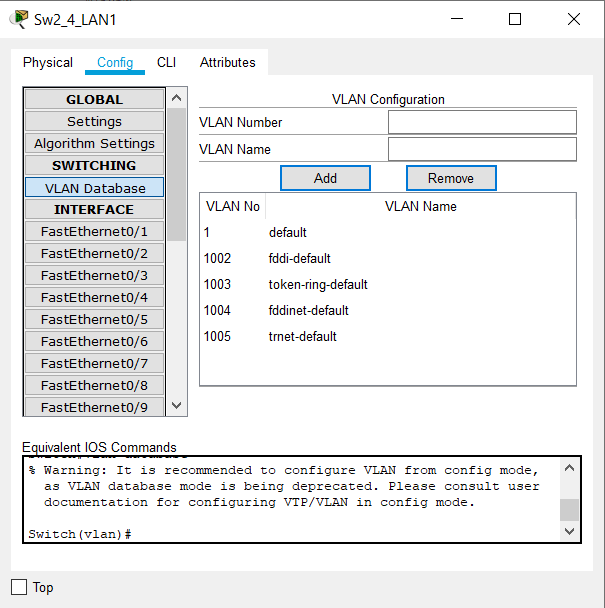 Sw2_4_LAN1
Physical Config CLI Attributes
GLOBAL
Settings
Algorithm Settings
SWITCHING
VLAN Database
INTERFACE
FastEthernet0/1
FastEthernet0/2
FastEthernet0/3
FastEthernet0/4
FastEthernet0/5
FastEthernet0/6
FastEthernet0/7
FastEthernet0/8
FastEthernet0/9
VLAN Configuration
VLAN Number
VLAN Name
Add Remove
VLAN No VLAN Name
1 default
1002 fddi-default
1003 token-ring-default
1004 fddinet-default
1005 trnet-default
Equivalent IOS Commands
% Warning: It is recommended to configure VLAN from config mode,
as VLAN database mode is being deprecated. Please consult user
documentation for configuring VTP/VLAN in config mode.
Switch(vlan)#
Top